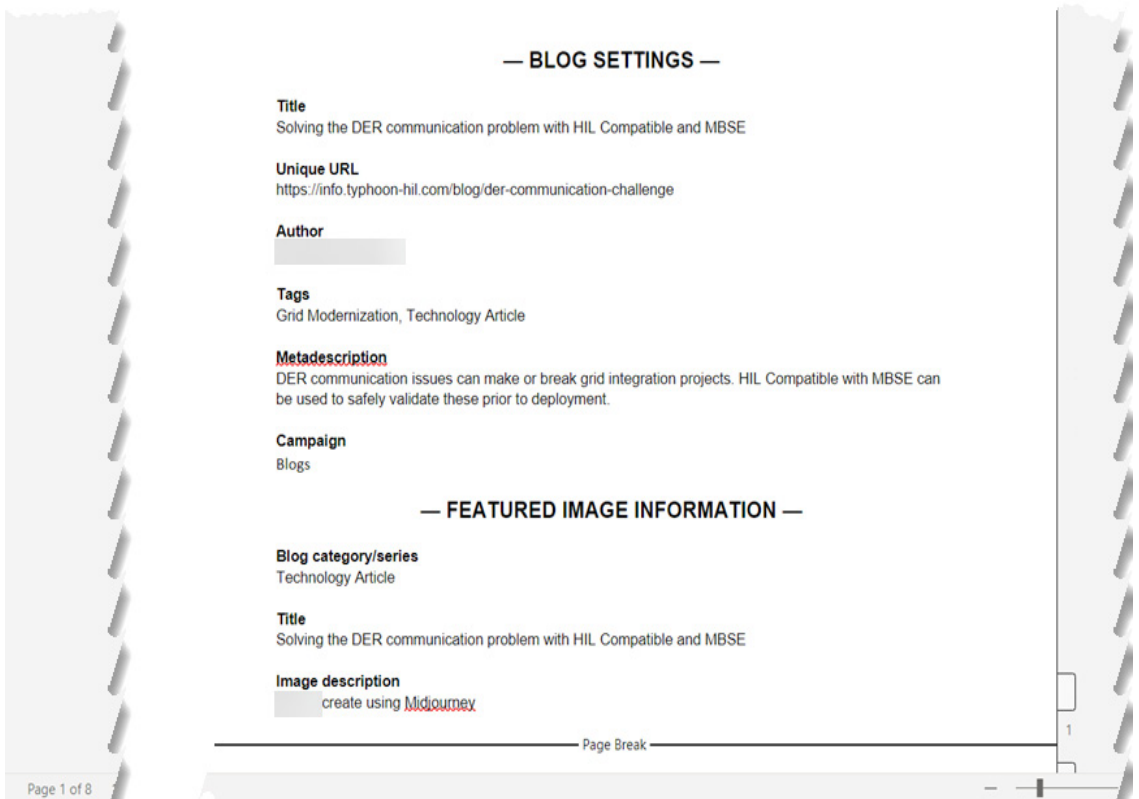 — BLOG SETTINGS —
Title
Solving the DER communication problem with HIL Compatible and MBSE
Unique URL
https://info.typhoon-hil.com/blog/der-communication-challenge
Author
Tags
Grid Modernization, Technology Article
Metadescription
DER communication issues can make or break grid integration projects. HIL Compatible with MBSE can
be used to safely validate these prior to deployment.
Campaign
Blogs
— FEATURED IMAGE INFORMATION —
Blog category/series
Technology Article
Title
Solving the DER communication problem with HIL Compatible and MBSE
Image description
create using Midjourney
Page Break
1
Page 1 of 8